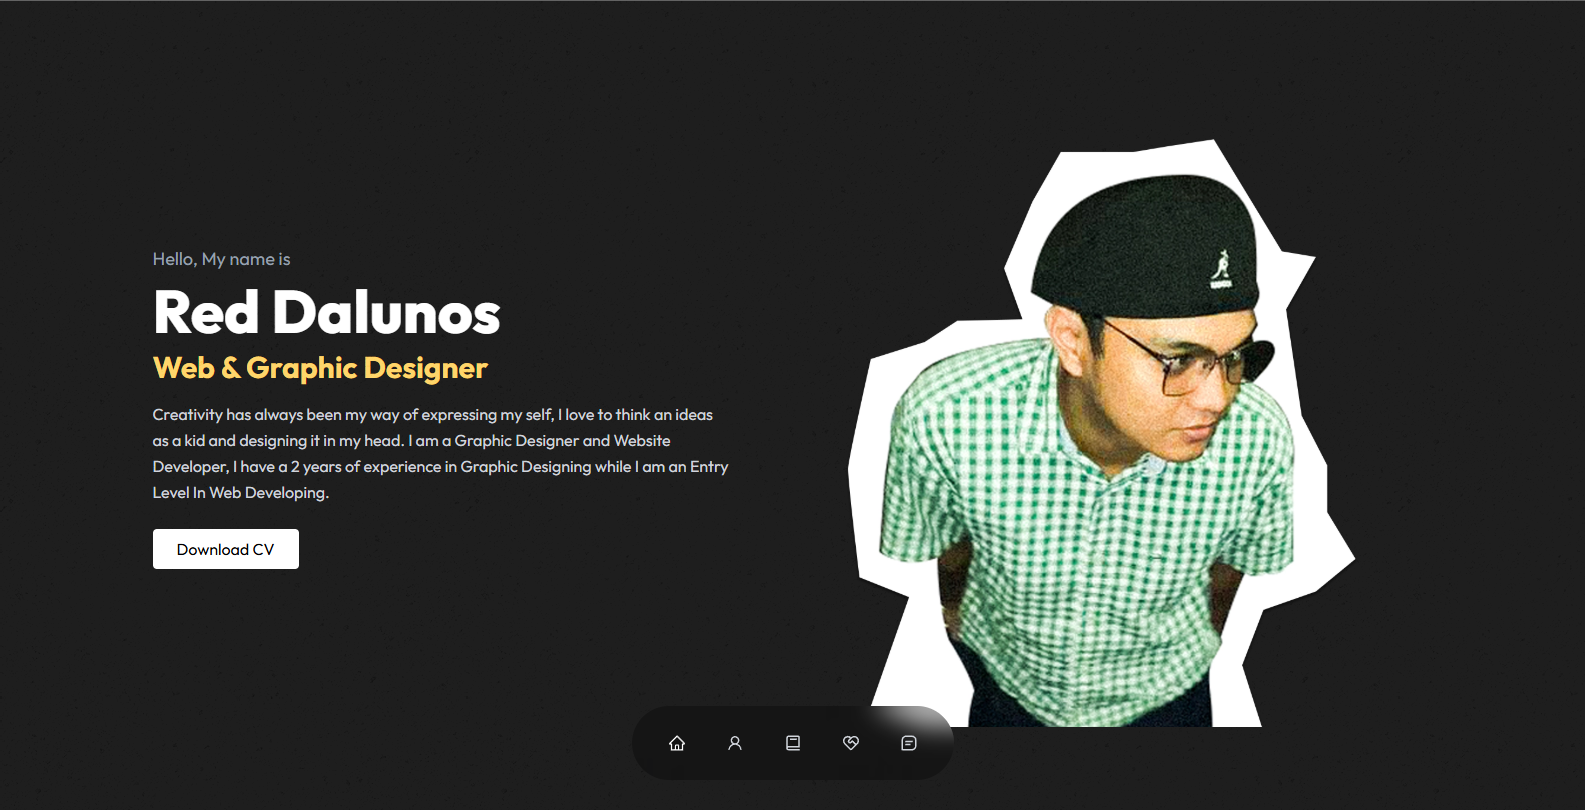 Hello, My name is
Red Dalunos
Web & Graphic Designer
Creativity has always been my way of expressing my self, I love to think an ideas
as a kid and designing it in my head. I am a Graphic Designer and Website
Developer, I have a 2 years of experience in Graphic Designing while I am an Entry
Level In Web Developing.
Download CV